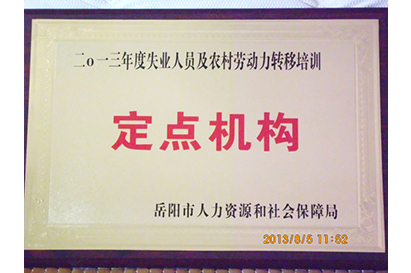 二o一三年度失业人员及农村劳动力转移培训
定点机构
岳阳市人力资源和社会保障局
2013/8/5 11:52